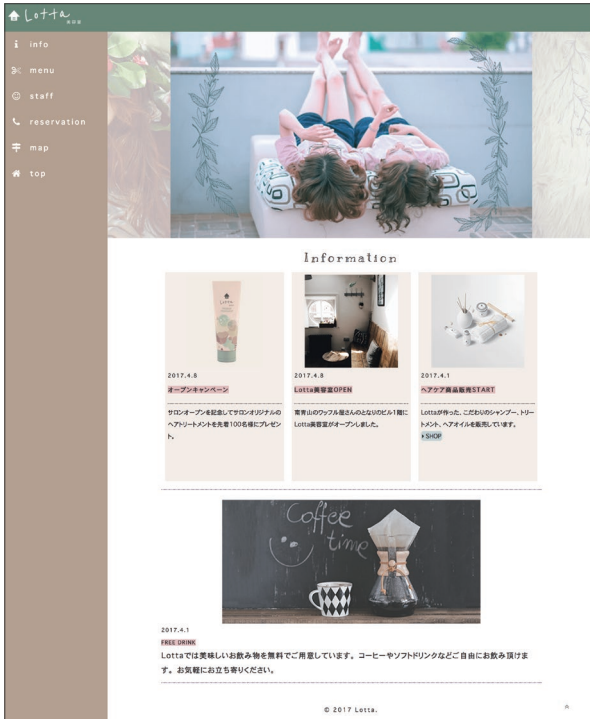 Lotta
美容室
info
menu
staff
reservation
map
top
Information
LOTTA
2017.4.8
オープンキャンペーン
サロンオープンを記念してサロンオリジナルの
ヘアトリートメントを先着100名様にプレゼン
ト。
2017.4.8
Lotta美容室OPEN
南青山のワッフル屋さんのとなりのビル1階に
Lotta美容室がオープンしました。
2017.4.1
ヘアケア商品販売START
Lottaが作った、こだわりのシャンプー、トリー
トメント、ヘアオイルを販売しています。
SHOP
Coffee
time
2017.4.1
FREE DRINK
Lottaでは美味しいお飲み物を無料でご用意しています。コーヒーやソフトドリンクなどご自由にお飲み頂けま
す。お気軽にお立ち寄りください。
© 2017 Lotta.